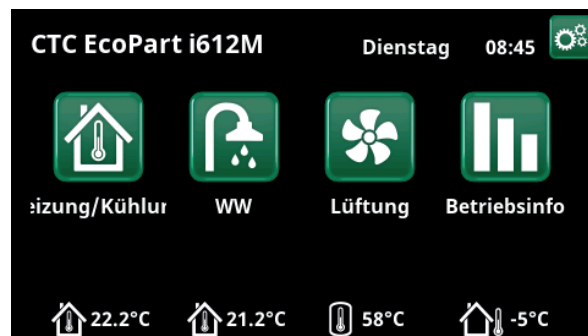 CTC EcoPart i612M Dienstag 08:45
eizung/Kühlur WW Lüftung Betriebsinfo
22.2°C 21.2°C 58°C -5°C